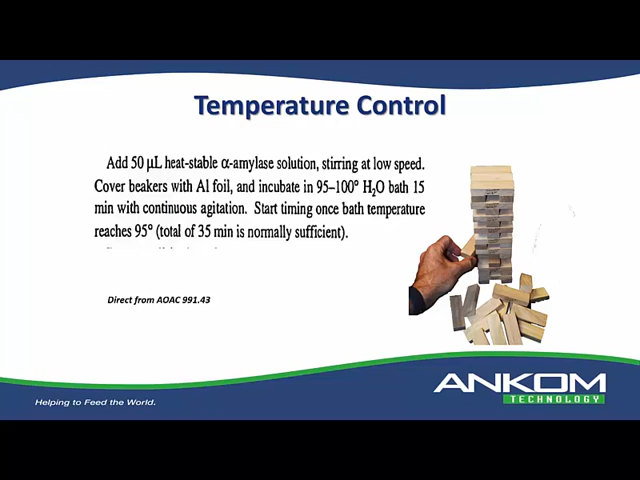 Temperature Control
Add 50 µL heat-stable α-amylase solution, stirring at low speed.
Cover beakers with Al foil, and incubate in 95–100° H₂O bath 15
min with continuous agitation. Start timing once bath temperature
reaches 95° (total of 35 min is normally sufficient).
Direct from AOAC 991.43
ANKOM
TECHNOLOGY
Helping to Feed the World.